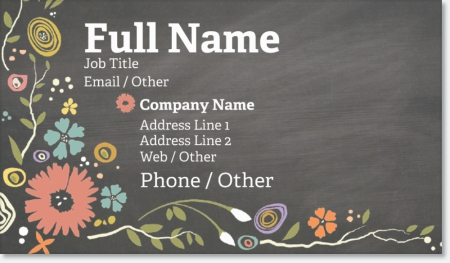 Full Name
Job Title
Email / Other
Company Name
Address Line 1
Address Line 2
Web / Other
Phone / Other